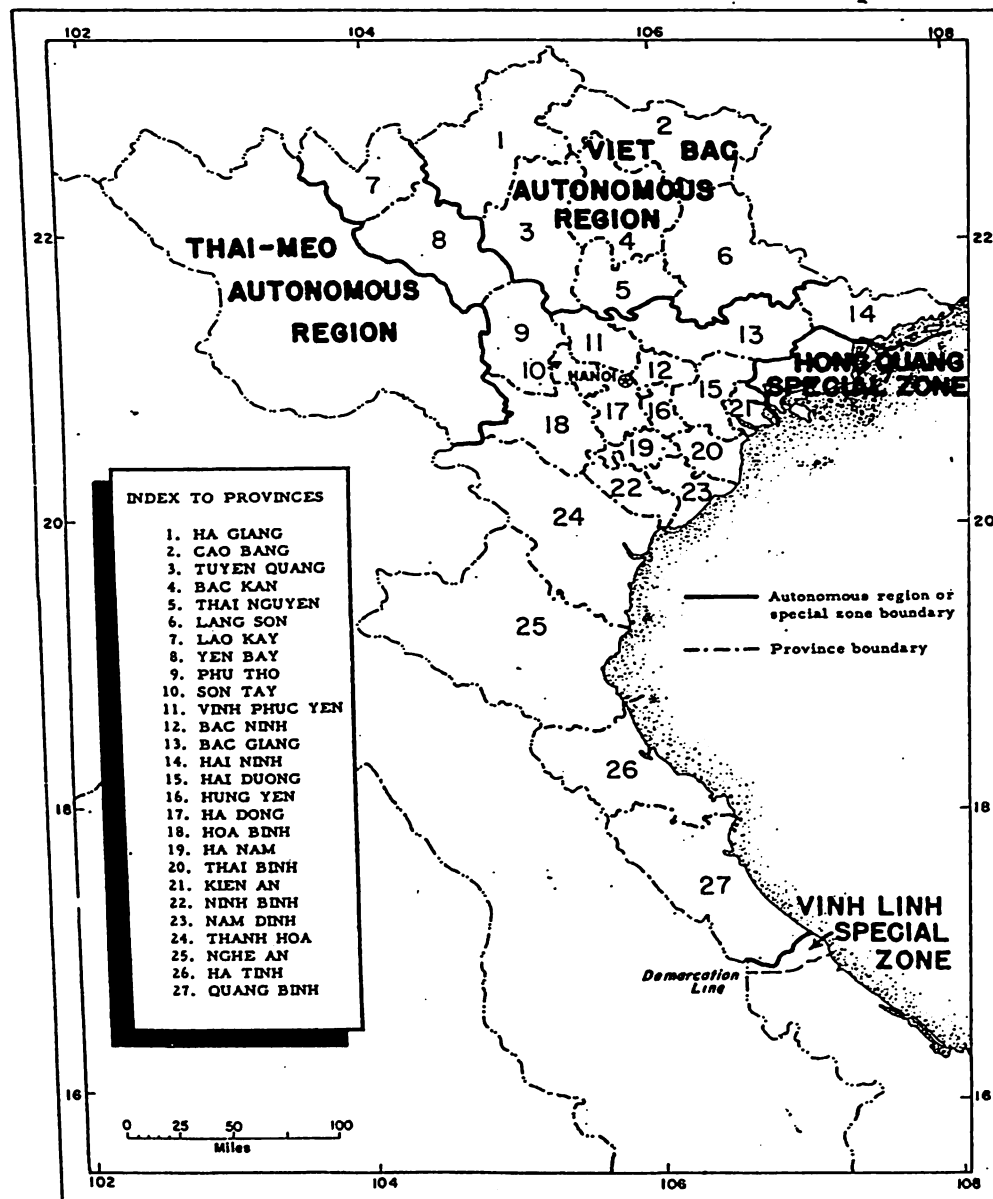 102 104 106 108
1
2
VIET BAC
AUTONOMOUS
REGION
7
3
8
4
6
22 22
5
THAI-MEO
AUTONOMOUS
REGION
14
9
11
13
10
HANOI
12
HONG QUANG
SPECIAL ZONE
15
17
16
21
18
19
20
22
23
INDEX TO PROVINCES
1. HA GIANG
2. CAO BANG
3. TUYEN QUANG
4. BAC KAN
5. THAI NGUYEN
6. LANG SON
7. LAO KAY
8. YEN BAY
9. PHU THO
10. SON TAY
11. VINH PHUC YEN
12. BAC NINH
13. BAC GIANG
14. HAI NINH
15. HAI DUONG
16. HUNG YEN
17. HA DONG
18. HOA BINH
19. HA NAM
20. THAI BINH
21. KIEN AN
22. NINH BINH
23. NAM DINH
24. THANH HOA
25. NGHE AN
26. HA TINH
27. QUANG BINH
20 20
24
Autonomous region or
special zone boundary
Province boundary
25
26
18 18
27
VINH LINH
SPECIAL
ZONE
Demarcation
Line
16 16
0 25 50 100
Miles
102 104 106 108